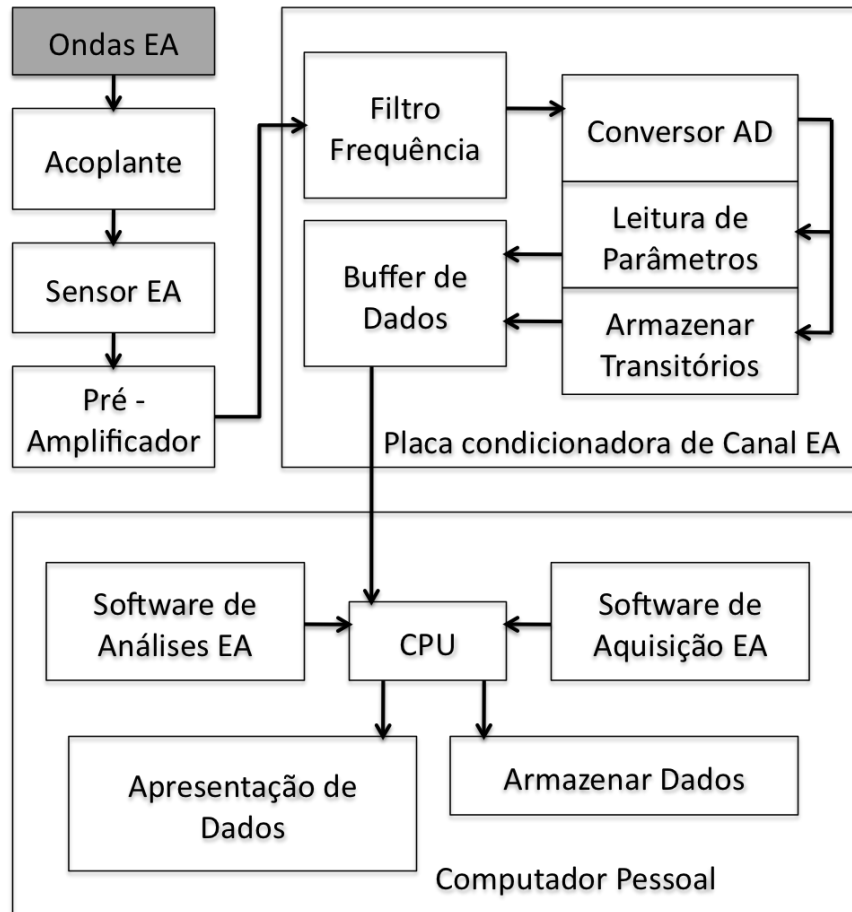 Ondas EA
Acoplante
Sensor EA
Pré -
Amplificador
Filtro
Frequência
Conversor AD
Leitura de
Parâmetros
Armazenar
Transitórios
Buffer de
Dados
Placa condicionadora de Canal EA
Software de
Análises EA
CPU
Software de
Aquisição EA
Apresentação de
Dados
Armazenar Dados
Computador Pessoal